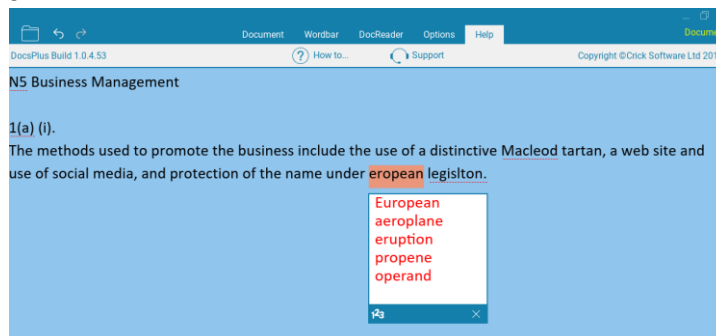 Document Wordbar DocReader Options Help Docume
DocsPlus Build 1.0.4.53 How to... Support Copyright ©Crick Software Ltd 201
N5 Business Management
1(a) (i).
The methods used to promote the business include the use of a distinctive Macleod tartan, a web site and
use of social media, and protection of the name under eropean legislton.
European
aeroplane
eruption
propene
operand
123